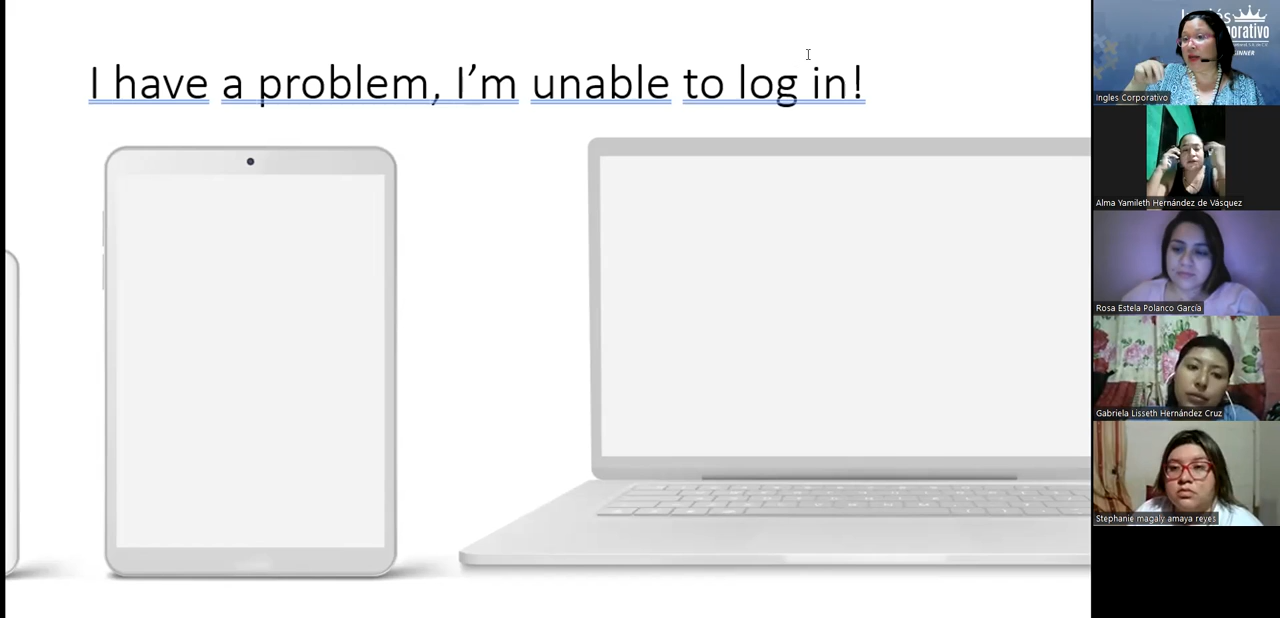 I have a problem, I'm unable to log in!
Ingles Corporativo
Alma Yamileth Hernández de Vásquez
Rosa Estela Polanco García
Gabriela Lisseth Hernández Cruz
Stephanie magaly amaya reyes